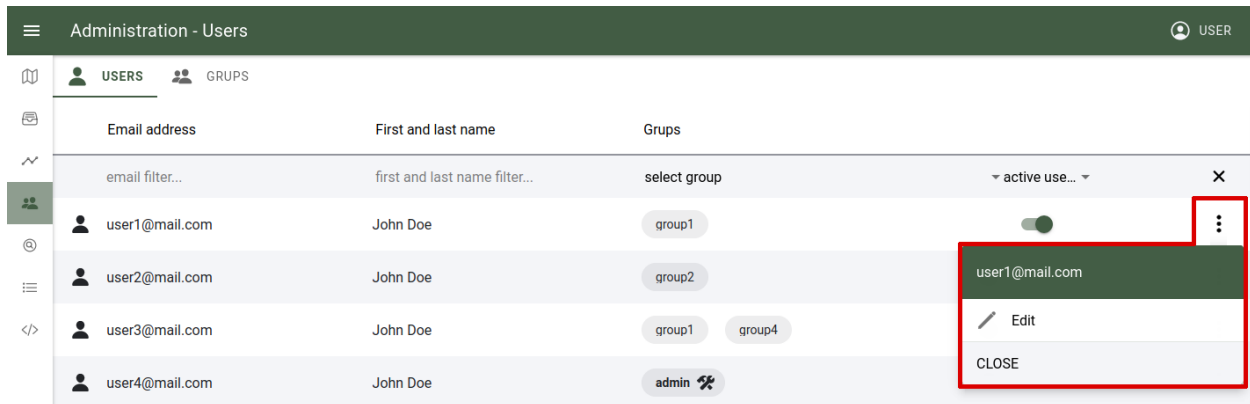 Administration - Users USER
USERS GRUPS
Email address First and last name Grups
email filter... first and last name filter... select group active use...
user1@mail.com John Doe group1
user2@mail.com John Doe group2
user1@mail.com
user3@mail.com John Doe group1 group4
Edit
CLOSE
user4@mail.com John Doe admin